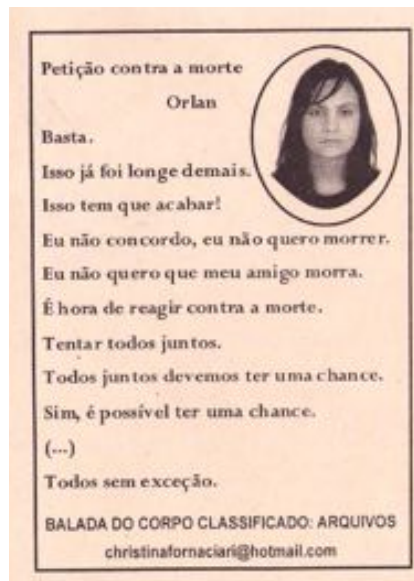 Petição contra a morte
Orlan
Basta.
Isso já foi longe demais.
Isso tem que acabar!
Eu não concordo, eu não quero morrer.
Eu não quero que meu amigo morra.
É hora de reagir contra a morte.
Tentar todos juntos.
Todos juntos devemos ter uma chance.
Sim, é possível ter uma chance.
(...)
Todos sem exceção.
BALADA DO CORPO CLASSIFICADO: ARQUIVOS
christinafornaciari@hotmail.com